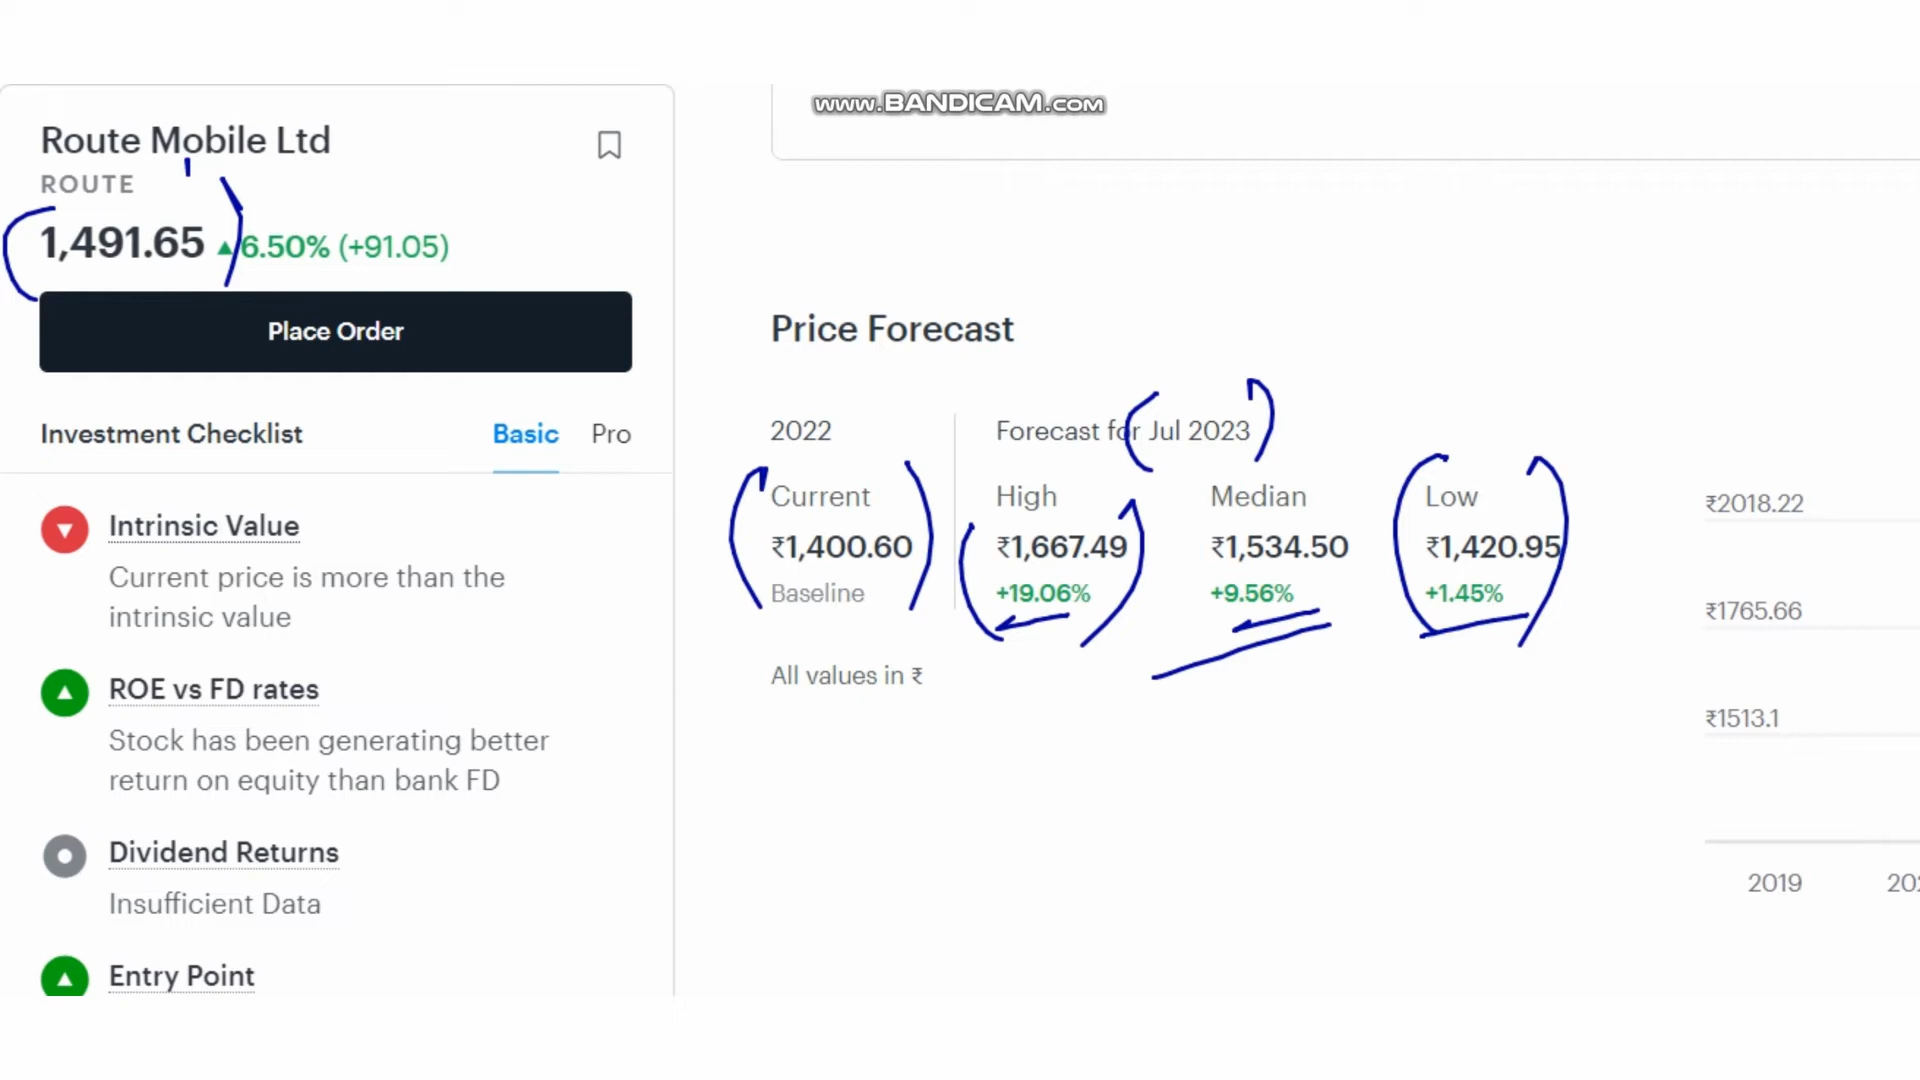 www.BANDICAM.com
Route Mobile Ltd
ROUTE
1,491.65 ▲ 6.50% (+91.05)
Place Order
Investment Checklist Basic Pro
Intrinsic Value
Current price is more than the
intrinsic value
ROE vs FD rates
Stock has been generating better
return on equity than bank FD
Dividend Returns
Insufficient Data
Entry Point
Price Forecast
2022 Forecast for Jul 2023
Current High Median Low
₹1,400.60 ₹1,667.49 ₹1,534.50 ₹1,420.95
Baseline +19.06% +9.56% +1.45%
All values in ₹
₹2018.22
₹1765.66
₹1513.1
2019